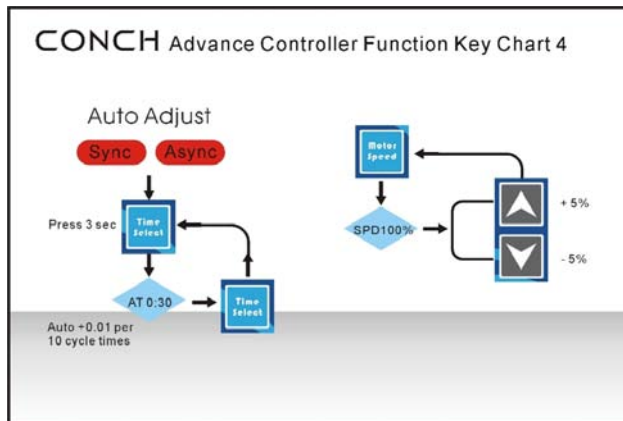 CONCH Advance Controller Function Key Chart 4
Auto Adjust
Sync Async
Press 3 sec
Time
Select
AT 0:30
Time
Select
Auto +0.01 per
10 cycle times
Motor
Speed
SPD100%
+ 5%
- 5%